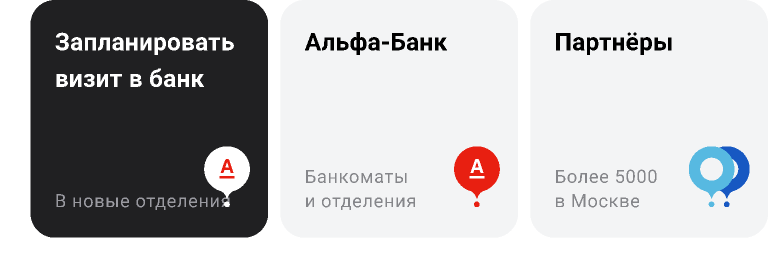 Запланировать
визит в банк
В новые отделения
А
Альфа-Банк
Банкоматы
и отделения
А
Партнёры
Более 5000
в Москве